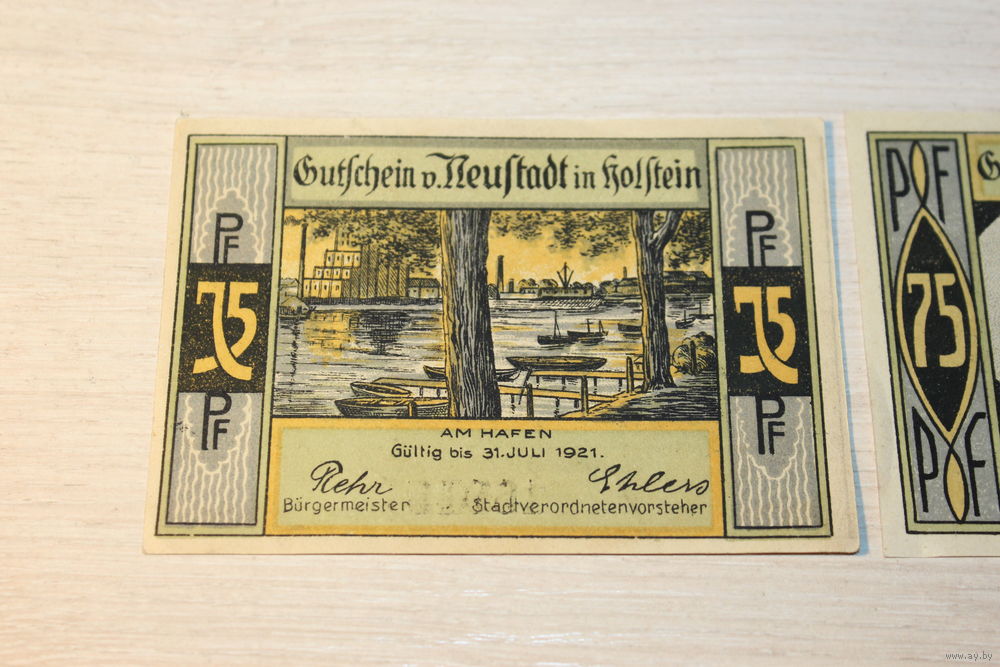 Gutschein v. Neustadt in Holstein
PF
75
PF
PF
75
PF
AM HAFEN
Gültig bis 31. JULI 1921.
Rehr
Ehlers
Bürgermeister
Stadtverordnetenvorsteher
PF
75
PF
G
www.ay.by